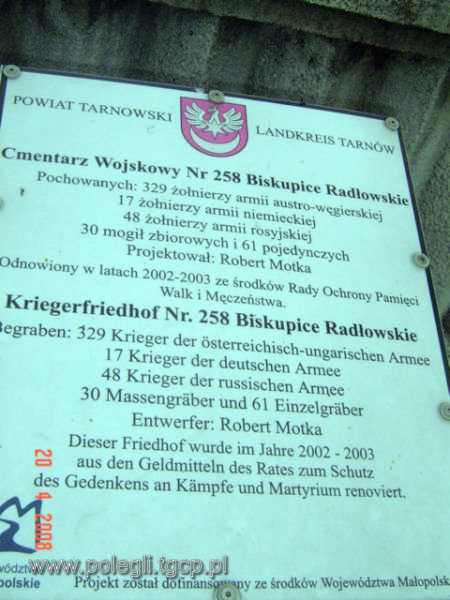 POWIAT TARNOWSKI
LANDKREIS TARNÓW
Cmentarz Wojskowy Nr 258 Biskupice Radłowskie
Pochowanych: 329 żołnierzy armii austro-węgierskiej
17 żołnierzy armii niemieckiej
48 żołnierzy armii rosyjskiej
30 mogił zbiorowych i 61 pojedynczych
Projektował: Robert Motka
Odnowiony w latach 2002-2003 ze środków Rady Ochrony Pamięci
Walk i Męczeństwa.
Kriegerfriedhof Nr. 258 Biskupice Radłowskie
Begraben: 329 Krieger der österreichisch-ungarischen Armee
17 Krieger der deutschen Armee
48 Krieger der russischen Armee
30 Massengräber und 61 Einzelgräber
Entwerfer: Robert Motka
Dieser Friedhof wurde im Jahre 2002 - 2003
aus den Geldmitteln des Rates zum Schutz
des Gedenkens an Kämpfe und Martyrium renoviert.
20 4 2008
www.polegli.tgcp.pl
Projekt został dofinansowany ze środków Województwa Małopolsk